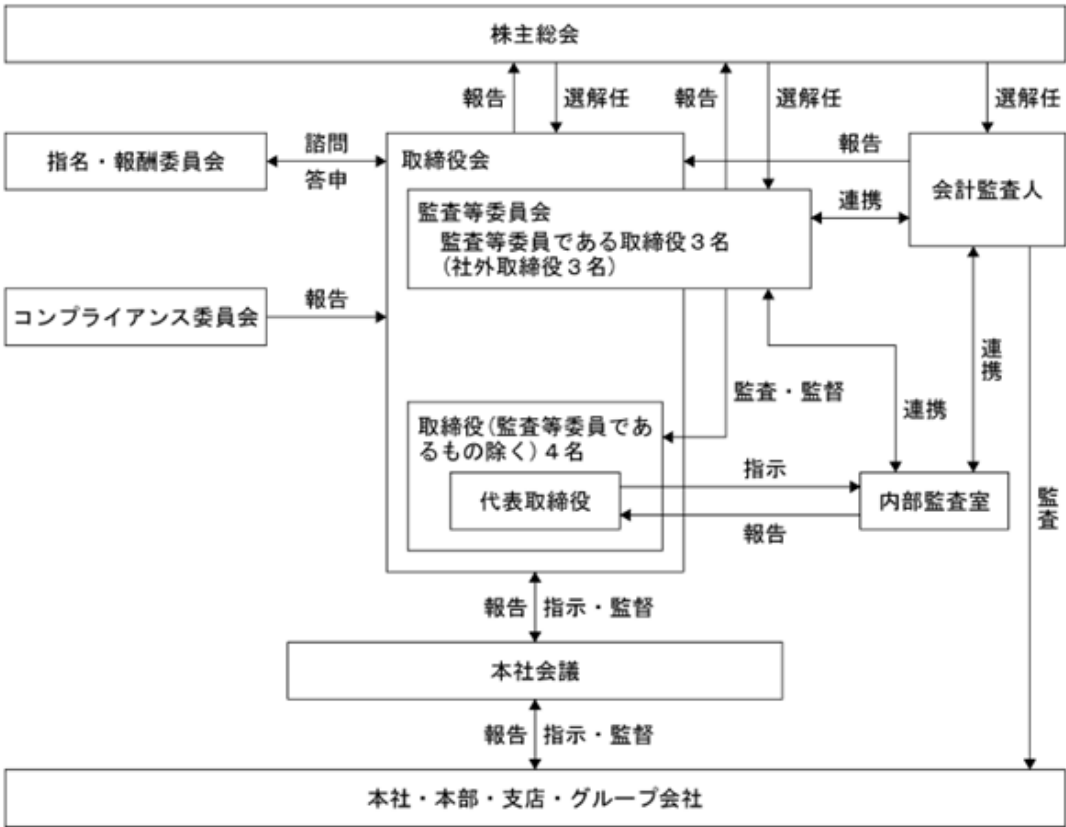 株主総会
報告
選解任
報告
選解任
選解任
指名・報酬委員会
諮問
答申
取締役会
報告
会計監査人
監査等委員会
監査等委員である取締役3名
(社外取締役3名)
連携
コンプライアンス委員会
報告
連携
監査・監督
連携
取締役(監査等委員であ
るもの除く)4名
代表取締役
指示
報告
内部監査室
監査
報告
指示・監督
本社会議
報告
指示・監督
本社・本部・支店・グループ会社